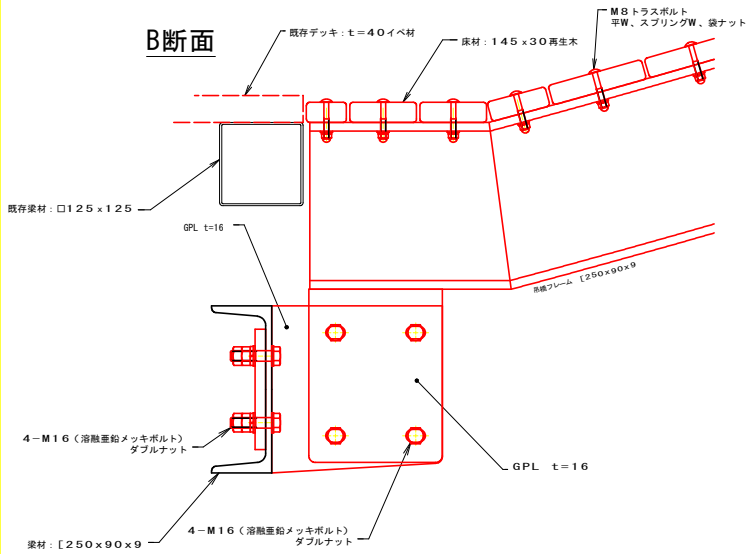 B断面
既存デッキ：t=40イペ材
床材：145x30再生木
M8トラスボルト
平W、スプリングW、袋ナット
既存梁材：□125x125
GPL t=16
吊橋フレーム [250x90x9
4-M16（溶融亜鉛メッキボルト）
ダブルナット
GPL t=16
4-M16（溶融亜鉛メッキボルト）
ダブルナット
梁材：[250x90x9